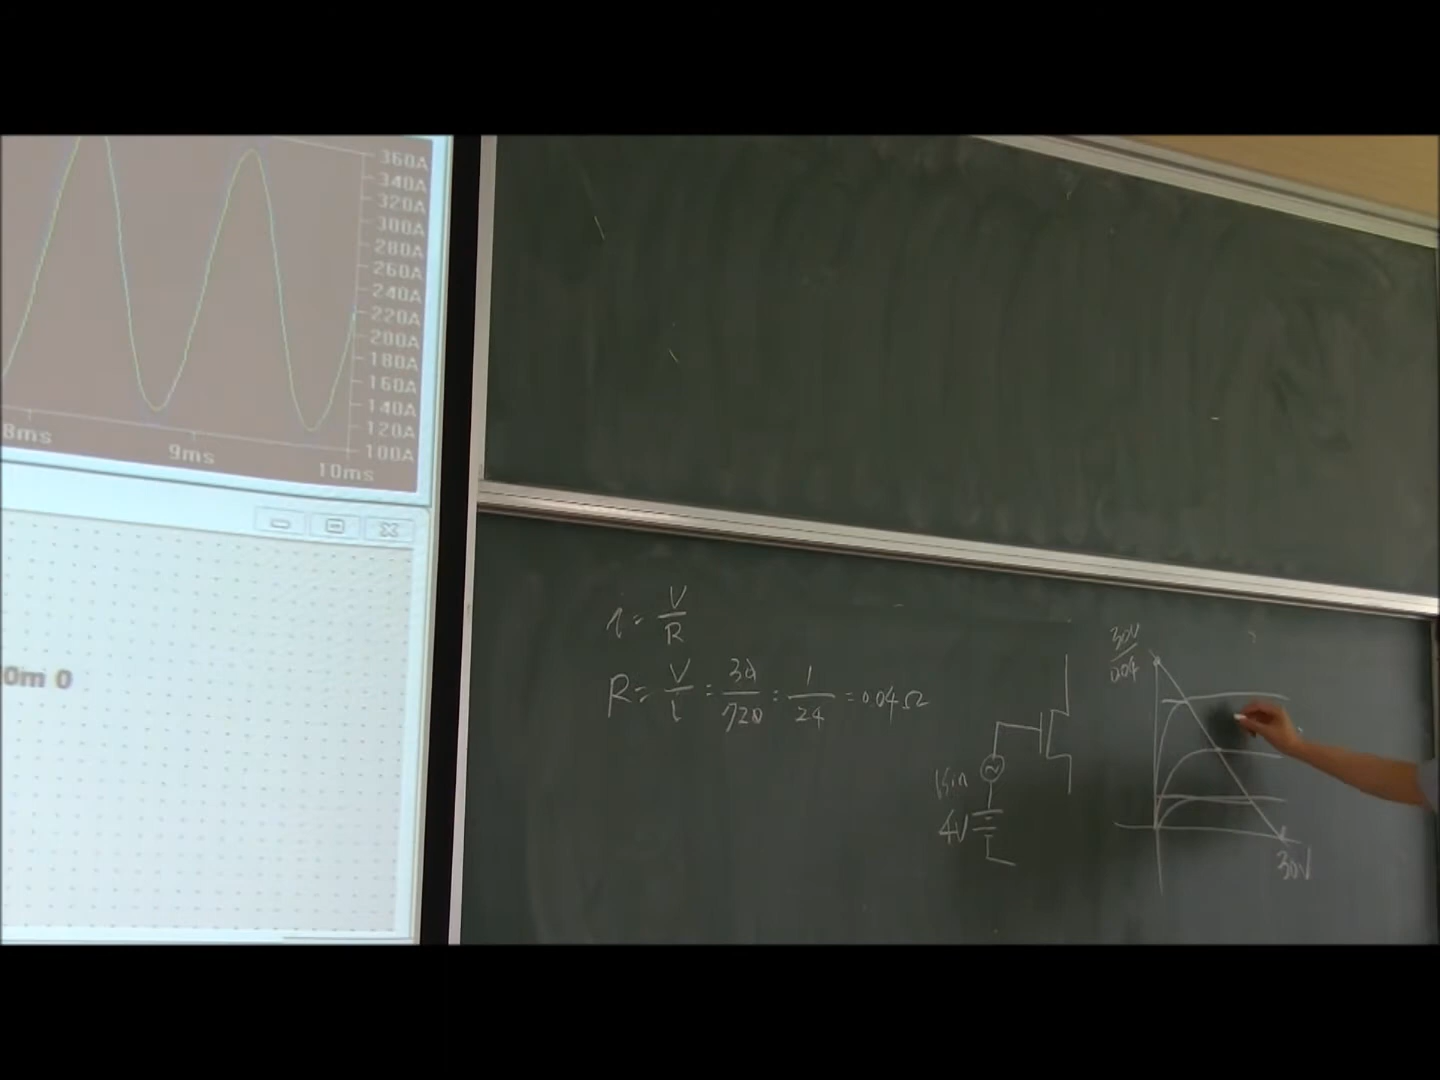 360A
340A
320A
300A
280A
260A
240A
220A
200A
180A
160A
140A
120A
100A
8ms 9ms 10ms
0m 0
i = V/R
R = V/i = 30/720 = 1/24 = 0.04Ω
1sin
4V
30V/0.04
30V